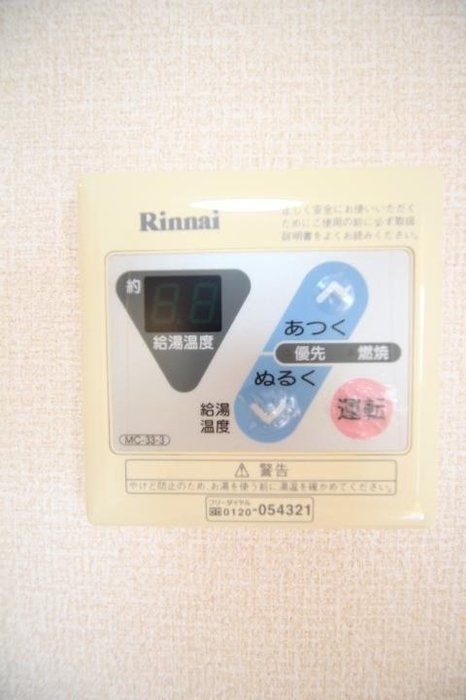 Rinnai
正しく安全にお使いいただく
ためにご使用の前に必ず取扱
説明書をよくお読みください。
約
88
給湯温度
あつく
優先 燃焼
ぬるく
給湯
温度
運転
MC-33-3
⚠ 警告
やけど防止のため、お湯を使う前に湯温を確かめてください。
フリーダイヤル
0120-054321